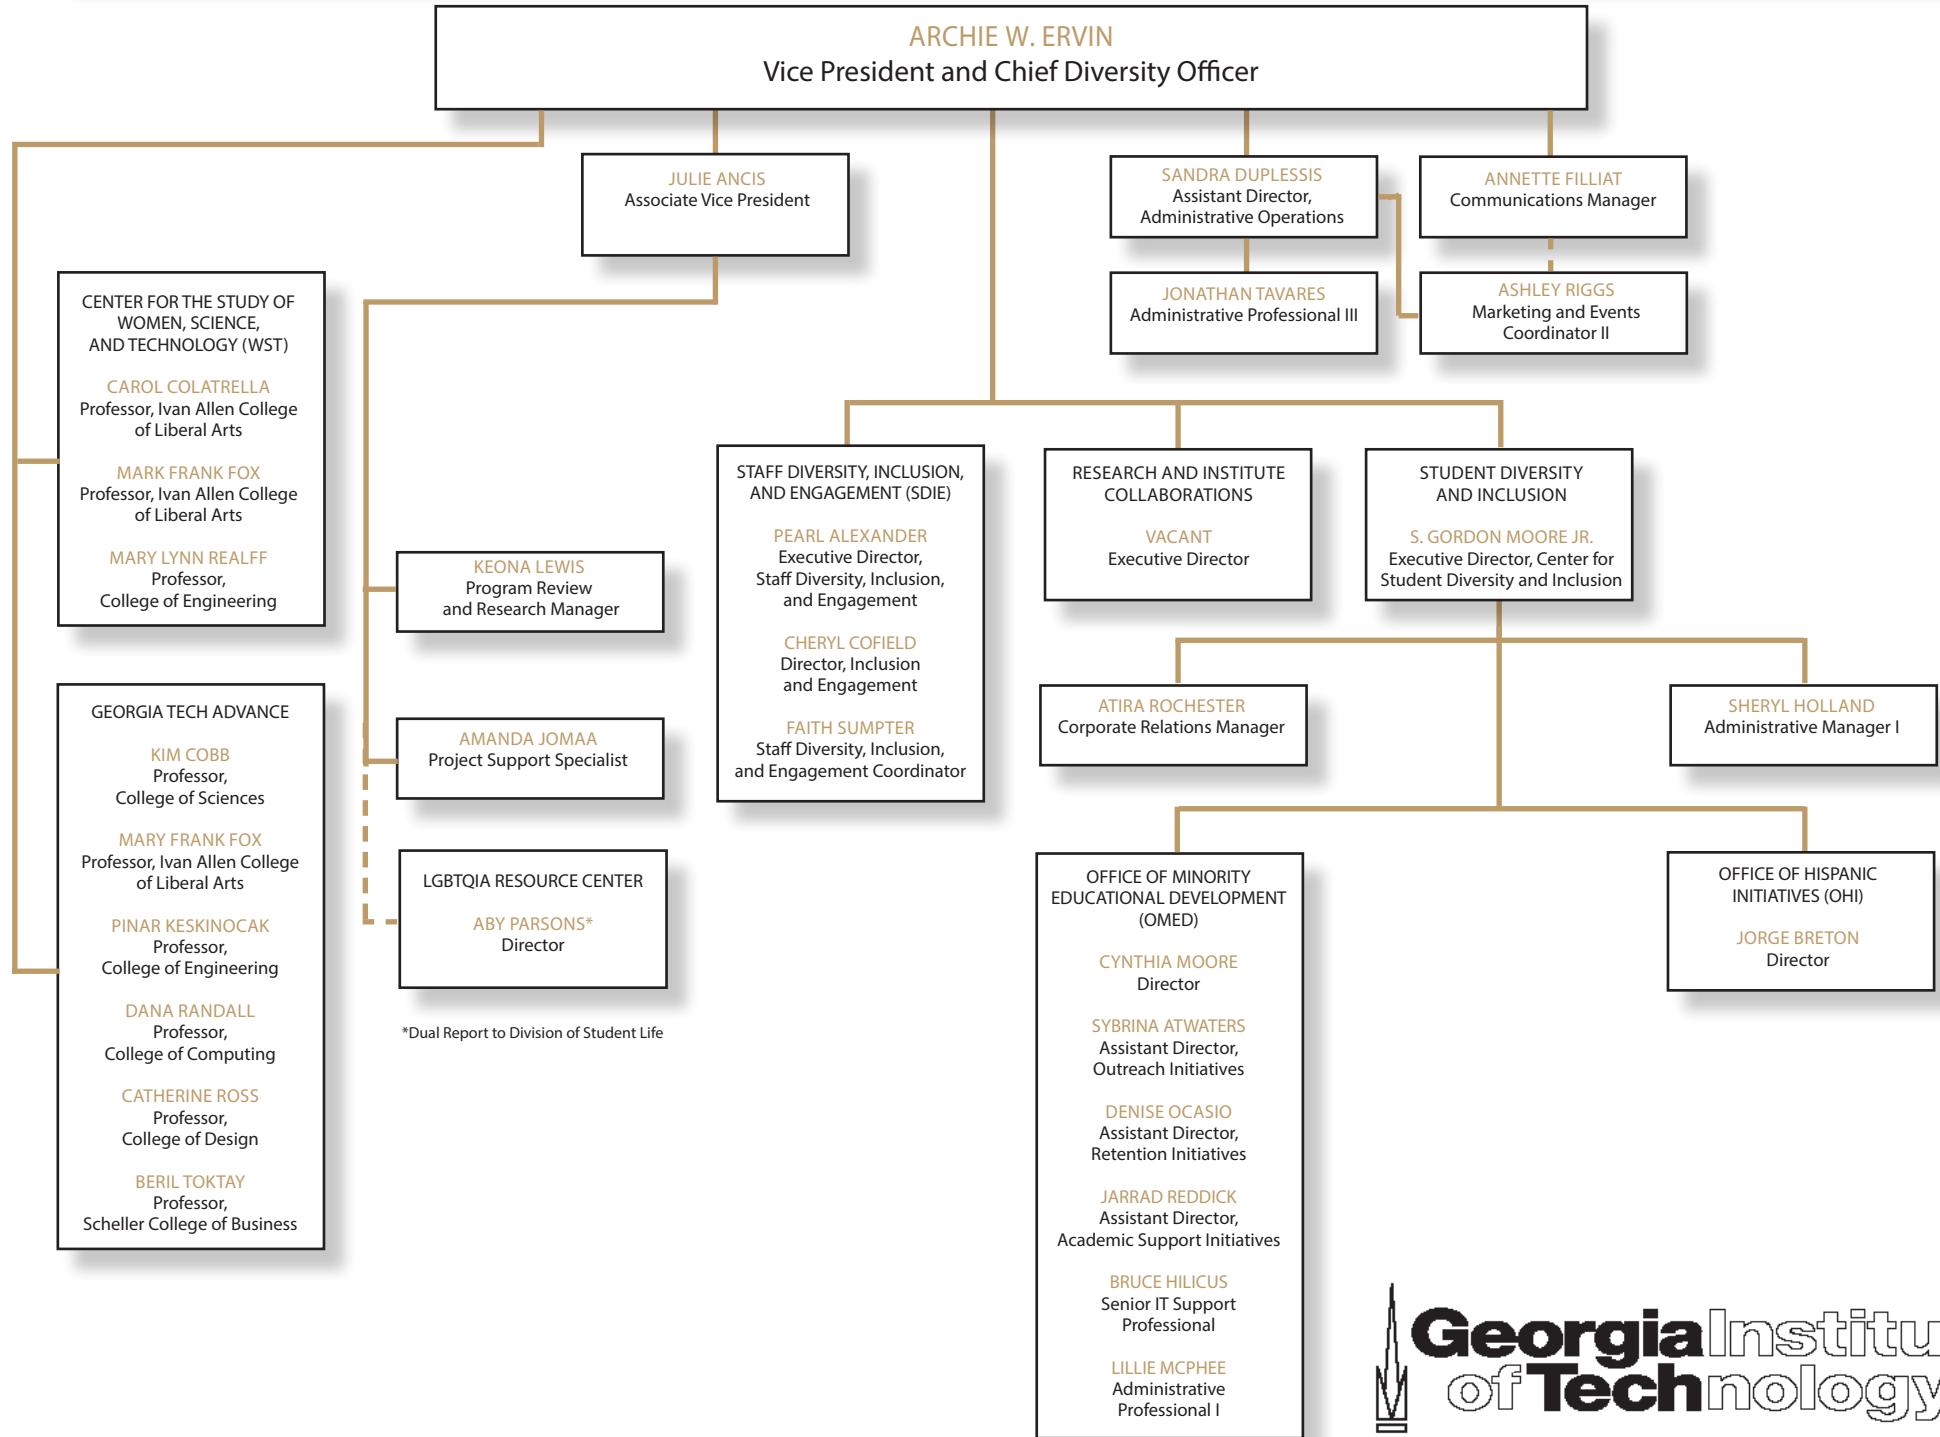 ARCHIE W. ERVIN
Vice President and Chief Diversity Officer
JULIE ANCIS
Associate Vice President
SANDRA DUPLESSIS
Assistant Director,
Administrative Operations
ANNETTE FILLIAT
Communications Manager
JONATHAN TAVARES
Administrative Professional III
ASHLEY RIGGS
Marketing and Events
Coordinator II
CENTER FOR THE STUDY OF
WOMEN, SCIENCE,
AND TECHNOLOGY (WST)
CAROL COLATRELLA
Professor, Ivan Allen College
of Liberal Arts
MARK FRANK FOX
Professor, Ivan Allen College
of Liberal Arts
MARY LYNN REALFF
Professor,
College of Engineering
GEORGIA TECH ADVANCE
KIM COBB
Professor,
College of Sciences
MARY FRANK FOX
Professor, Ivan Allen College
of Liberal Arts
PINAR KESKINOCAK
Professor,
College of Engineering
DANA RANDALL
Professor,
College of Computing
CATHERINE ROSS
Professor,
College of Design
BERIL TOKTAY
Professor,
Scheller College of Business
KEONA LEWIS
Program Review
and Research Manager
AMANDA JOMAA
Project Support Specialist
LGBTQIA RESOURCE CENTER
ABY PARSONS*
Director
*Dual Report to Division of Student Life
STAFF DIVERSITY, INCLUSION,
AND ENGAGEMENT (SDIE)
PEARL ALEXANDER
Executive Director,
Staff Diversity, Inclusion,
and Engagement
CHERYL COFIELD
Director, Inclusion
and Engagement
FAITH SUMPTER
Staff Diversity, Inclusion,
and Engagement Coordinator
RESEARCH AND INSTITUTE
COLLABORATIONS
VACANT
Executive Director
STUDENT DIVERSITY
AND INCLUSION
S. GORDON MOORE JR.
Executive Director, Center for
Student Diversity and Inclusion
ATIRA ROCHESTER
Corporate Relations Manager
SHERYL HOLLAND
Administrative Manager I
OFFICE OF MINORITY
EDUCATIONAL DEVELOPMENT
(OMED)
CYNTHIA MOORE
Director
SYBRINA ATWATERS
Assistant Director,
Outreach Initiatives
DENISE OCASIO
Assistant Director,
Retention Initiatives
JARRAD REDDICK
Assistant Director,
Academic Support Initiatives
BRUCE HILICUS
Senior IT Support
Professional
LILLIE MCPHEE
Administrative
Professional I
OFFICE OF HISPANIC
INITIATIVES (OHI)
JORGE BRETON
Director
Georgia Institu
of Technology